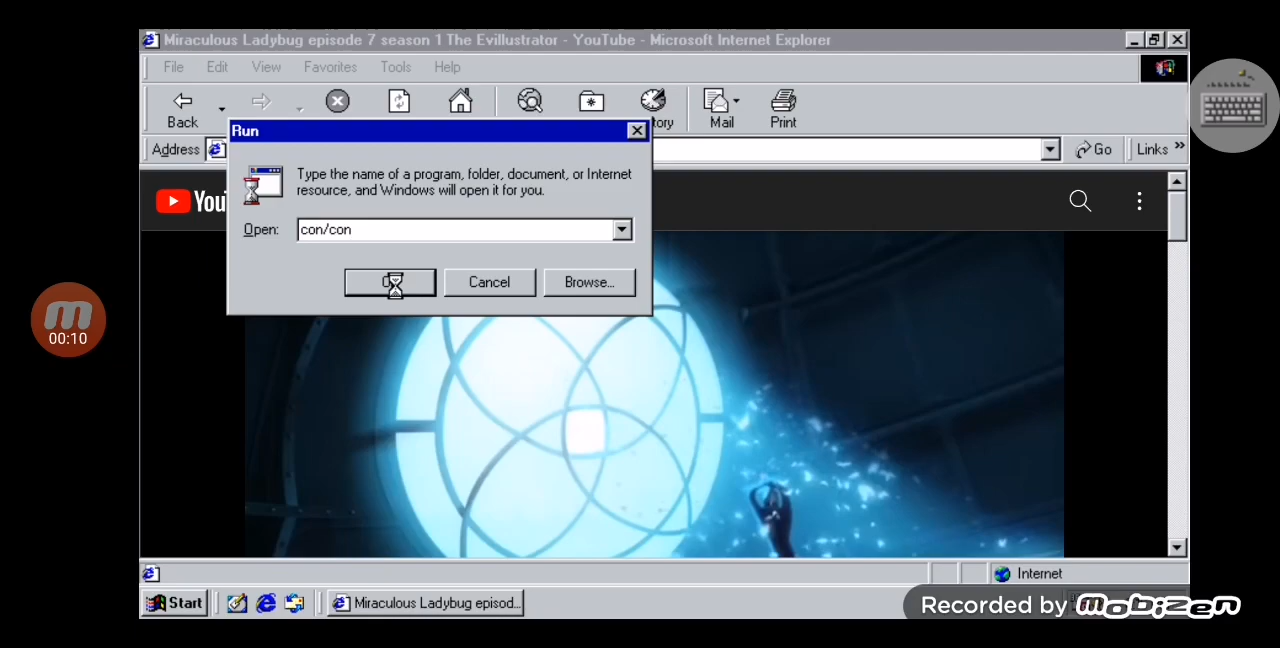 Miraculous Ladybug episode 7 season 1 The Evillustrator - YouTube - Microsoft Internet Explorer
File Edit View Favorites Tools Help
Back tory Mail Print
Address Go Links »
Run
Type the name of a program, folder, document, or Internet
resource, and Windows will open it for you.
Open: con/con
Cancel Browse...
You
00:10
Internet
Start Miraculous Ladybug episod...
Recorded by mobizen